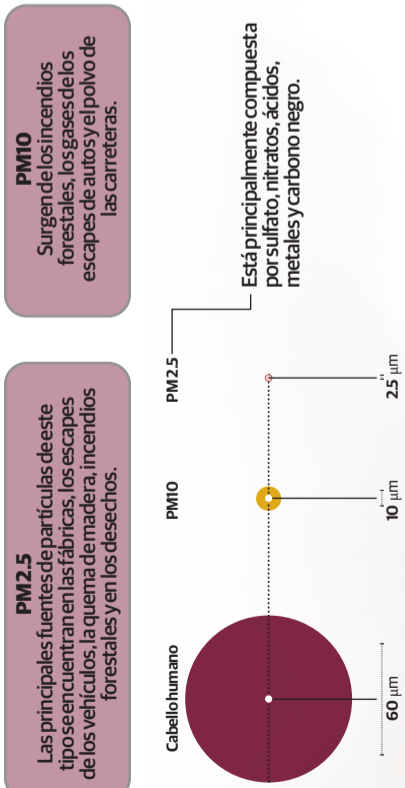 PM2.5
Las principales fuentes de partículas de este
tipo se encuentran en las fábricas, los escapes
de los vehículos, la quema de madera, incendios
forestales y en los desechos.
PM10
Surgen de los incendios
forestales, los gases de los
escapes de autos y el polvo de
las carreteras.
Cabello humano
PM10
PM2.5
Está principalmente compuesta
por sulfato, nitratos, ácidos,
metales y carbono negro.
60 µm
10 µm
2.5 µm